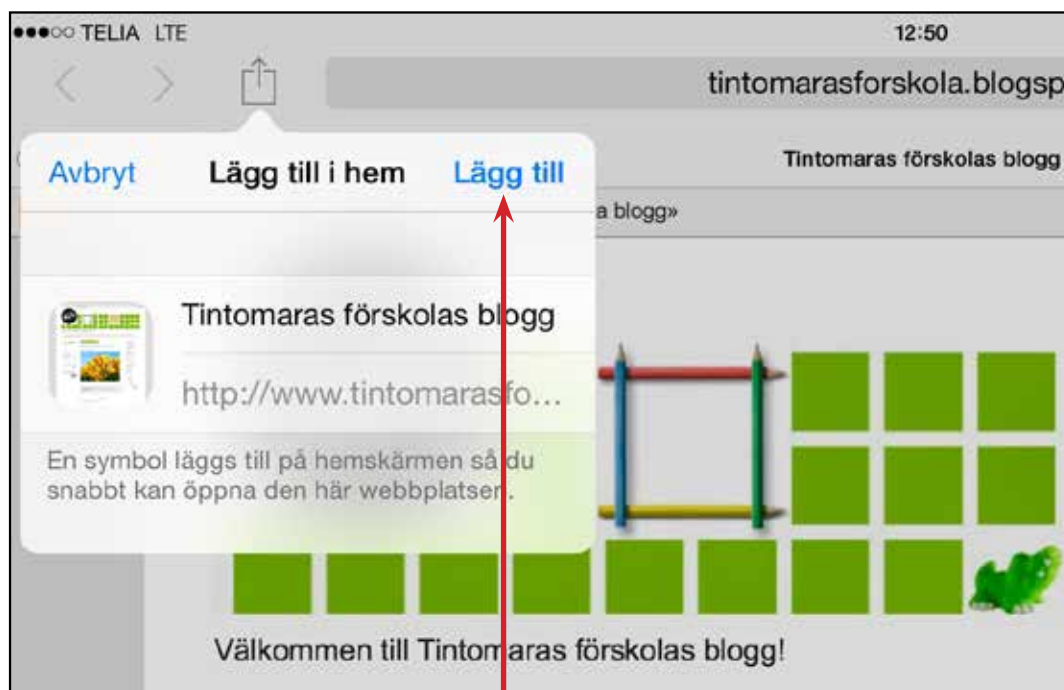 TELIA LTE 12:50
tintomarasforskola.blogsp
Avbryt Lägg till i hem Lägg till
Tintomaras förskolas blogg
a blogg»
Tintomaras förskolas blogg
http://www.tintomarasfo...
En symbol läggs till på hemskärmen så du
snabbt kan öppna den här webbplatsen.
Välkommen till Tintomaras förskolas blogg!